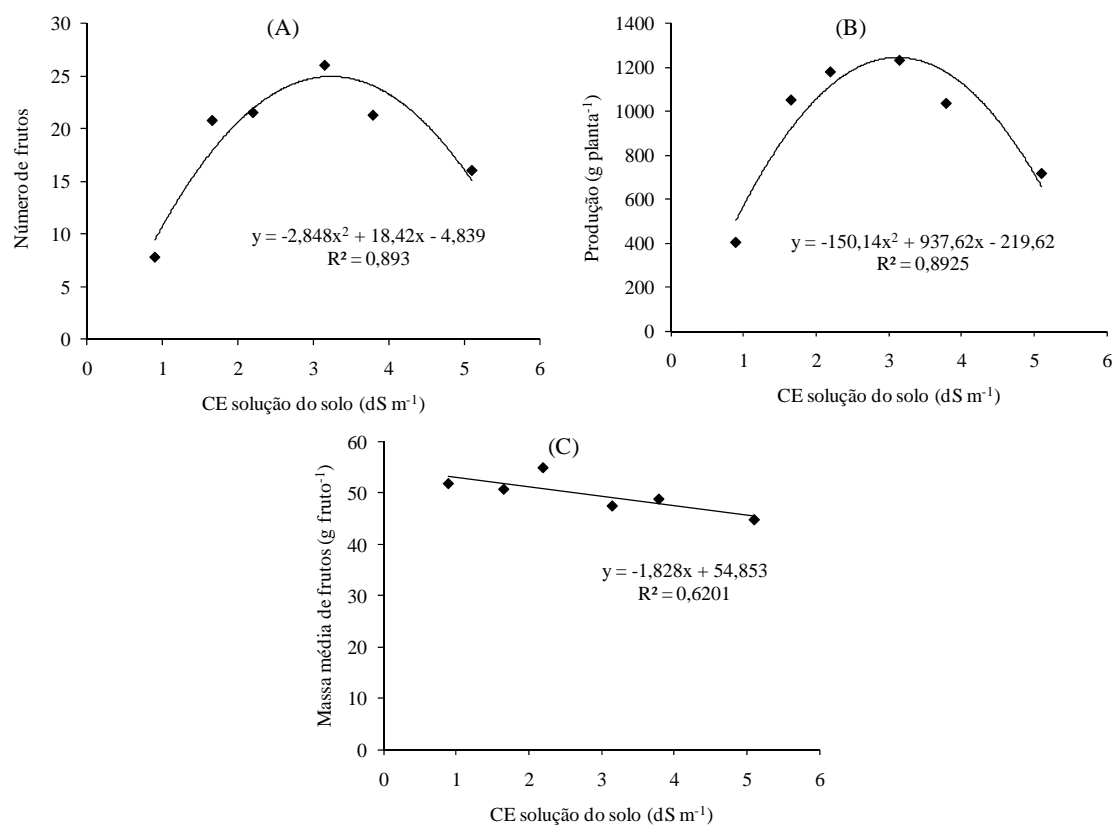 (A)
30
25
20
15
10
5
0
Número de frutos
y = -2,848x² + 18,42x - 4,839
R² = 0,893
0 1 2 3 4 5 6
CE solução do solo (dS m⁻¹)
(B)
1400
1200
1000
800
600
400
200
0
Produção (g planta⁻¹)
y = -150,14x² + 937,62x - 219,62
R² = 0,8925
0 1 2 3 4 5 6
CE solução do solo (dS m⁻¹)
(C)
60
50
40
30
20
10
0
Massa média de frutos (g fruto⁻¹)
y = -1,828x + 54,853
R² = 0,6201
0 1 2 3 4 5 6
CE solução do solo (dS m⁻¹)